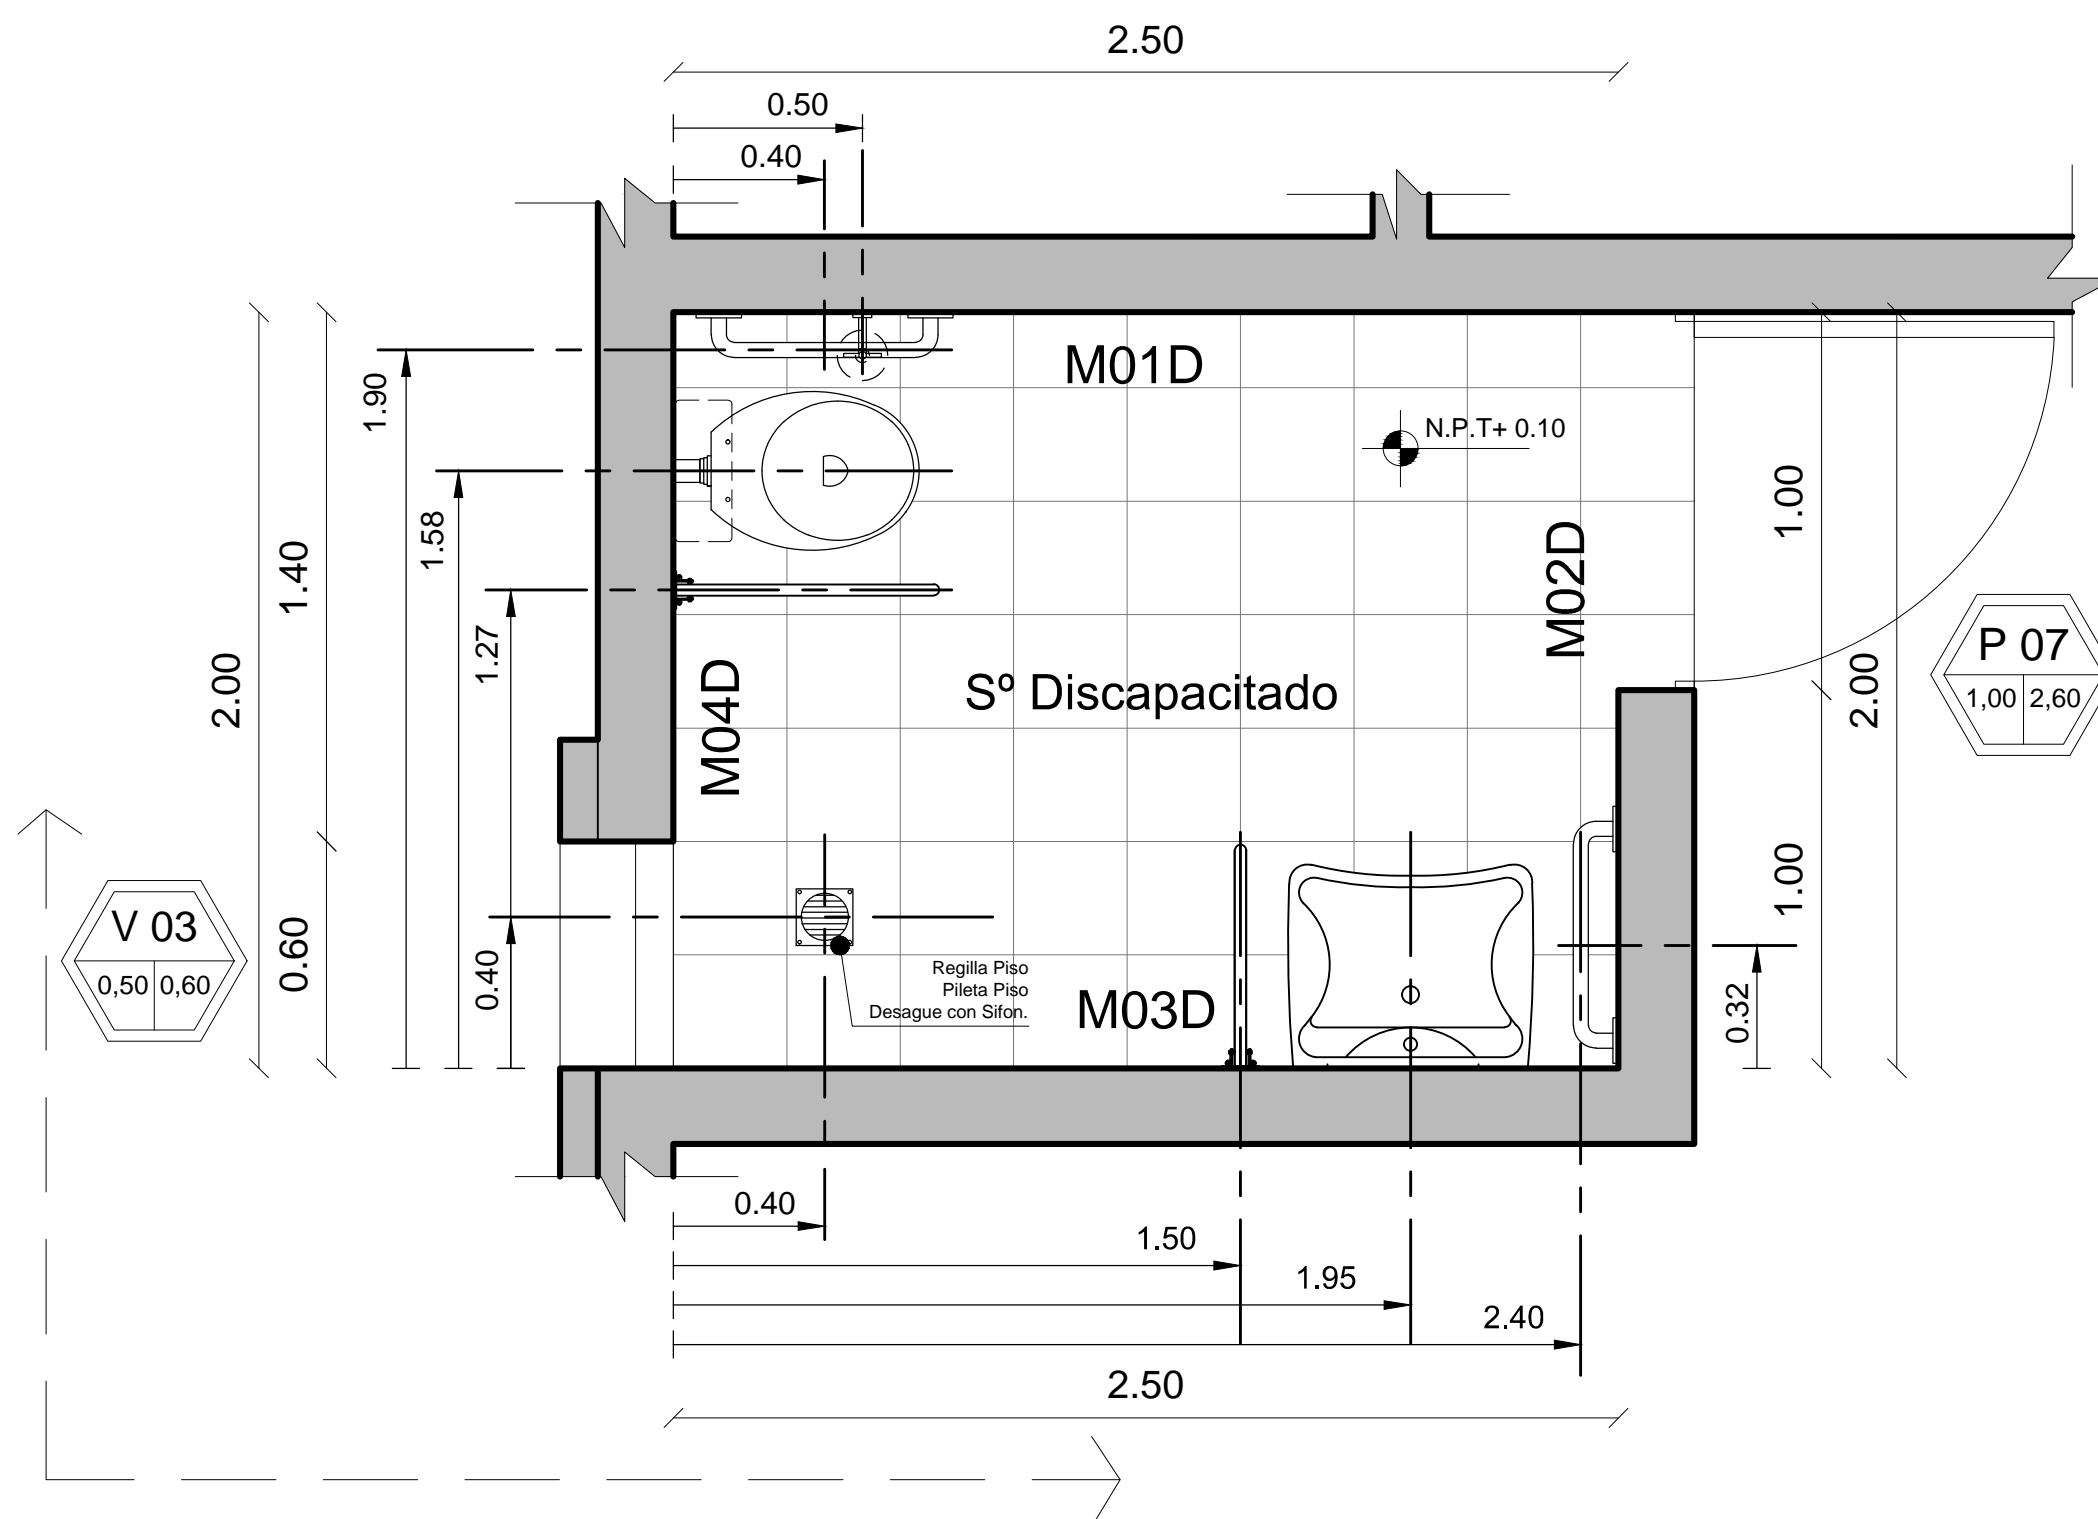 2.50
0.50
0.40
M01D
N.P.T+ 0.10
1.90
1.58
1.40
1.27
2.00
1.00
M02D
P 07
1,00 2,60
2.00
Sº Discapacitado
M04D
V 03
0,50 0,60
0.60
0.40
Regilla Piso
Pileta Piso
Desague con Sifon.
M03D
1.00
0.32
0.40
1.50
1.95
2.40
2.50